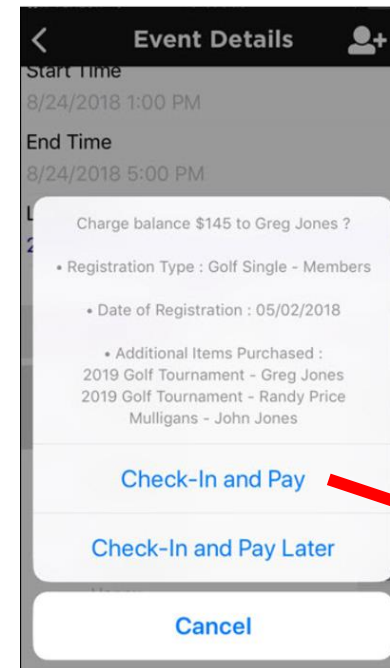 Event Details
Start Time
8/24/2018 1:00 PM
End Time
8/24/2018 5:00 PM
Charge balance $145 to Greg Jones ?
• Registration Type : Golf Single - Members
• Date of Registration : 05/02/2018
• Additional Items Purchased :
2019 Golf Tournament - Greg Jones
2019 Golf Tournament - Randy Price
Mulligans - John Jones
Check-In and Pay
Check-In and Pay Later
Cancel